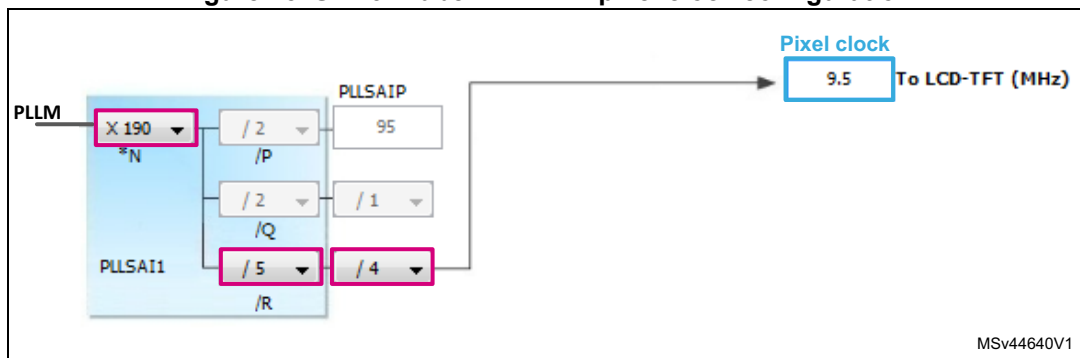 Pixel clock
9.5 To LCD-TFT (MHz)
PLLSAIP
PLLM
X 190 / 2 95
*N /P
/ 2 / 1
/Q
PLLSAI1 / 5 / 4
/R
MSv44640V1